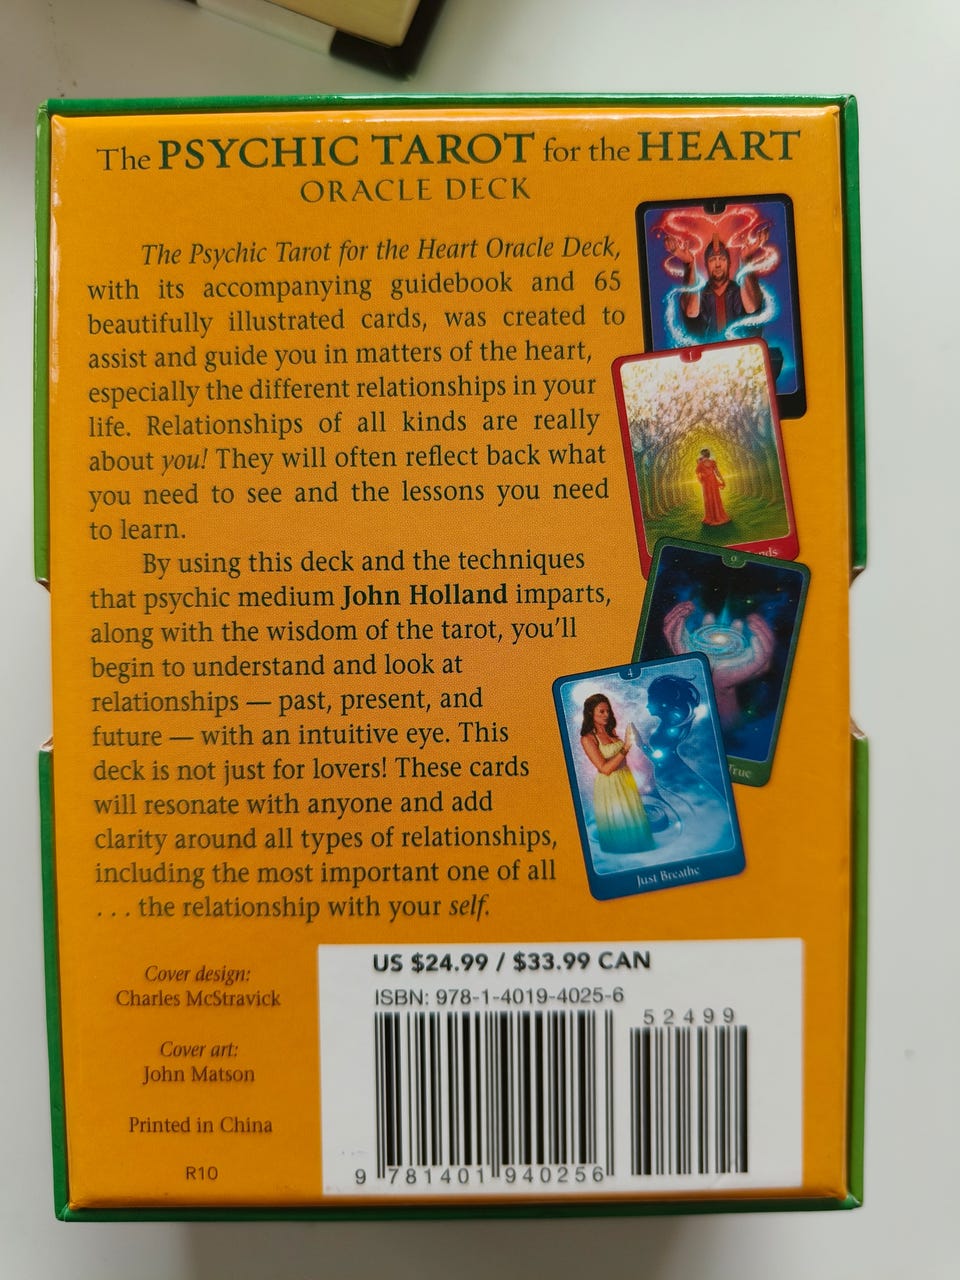 The PSYCHIC TAROT for the HEART
ORACLE DECK
The Psychic Tarot for the Heart Oracle Deck,
with its accompanying guidebook and 65
beautifully illustrated cards, was created to
assist and guide you in matters of the heart,
especially the different relationships in your
life. Relationships of all kinds are really
about you! They will often reflect back what
you need to see and the lessons you need
to learn.
By using this deck and the techniques
that psychic medium John Holland imparts,
along with the wisdom of the tarot, you'll
begin to understand and look at
relationships — past, present, and
future — with an intuitive eye. This
deck is not just for lovers! These cards
will resonate with anyone and add
clarity around all types of relationships,
including the most important one of all
. . . the relationship with your self.
1
1
9
True
4
Just Breathe
Cover design:
Charles McStravick
Cover art:
John Matson
Printed in China
R10
US $24.99 / $33.99 CAN
ISBN: 978-1-4019-4025-6
52499
9 781401 940256